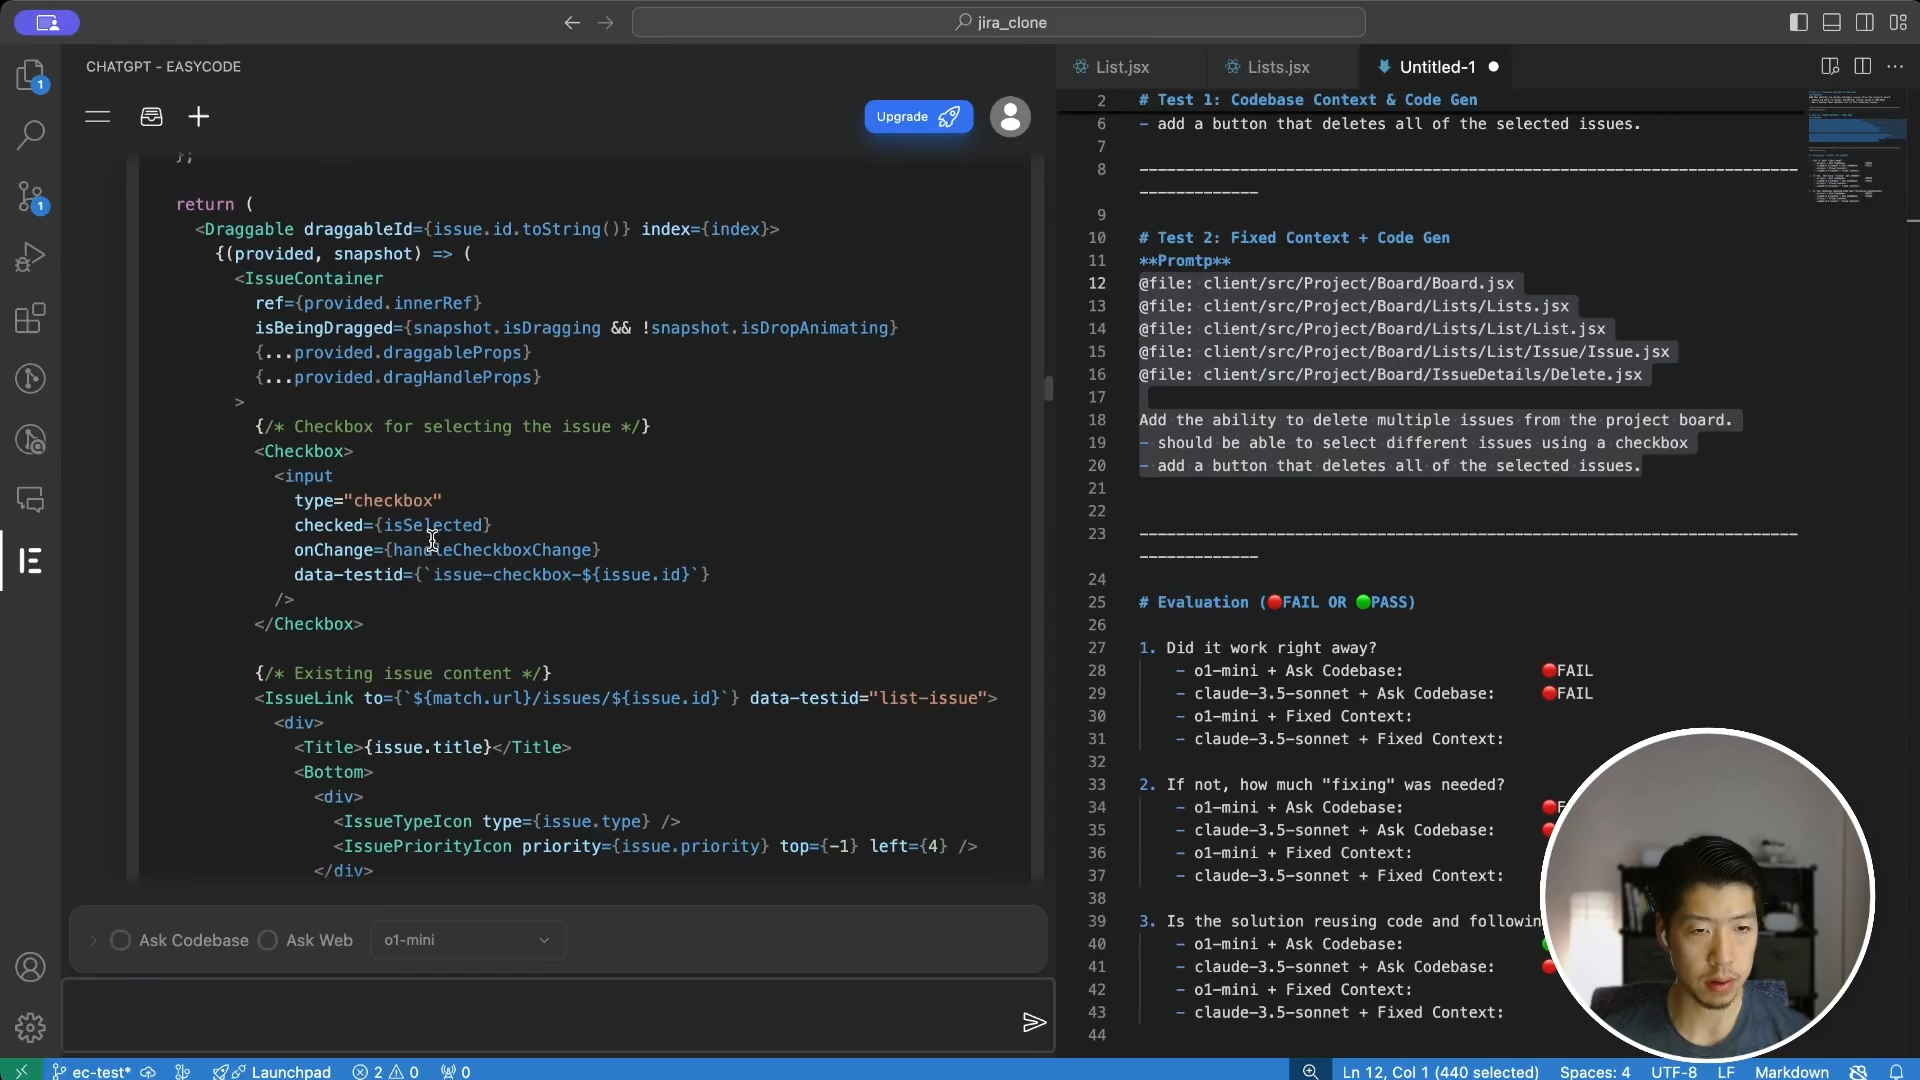 jira_clone
CHATGPT - EASYCODE
Upgrade
};
return (
<Draggable draggableId={issue.id.toString()} index={index}>
{(provided, snapshot) => (
<IssueContainer
ref={provided.innerRef}
isBeingDragged={snapshot.isDragging && !snapshot.isDropAnimating}
{...provided.draggableProps}
{...provided.dragHandleProps}
>
{/* Checkbox for selecting the issue */}
<Checkbox>
<input
type="checkbox"
checked={isSelected}
onChange={handleCheckboxChange}
data-testid={`issue-checkbox-${issue.id}`}
/>
</Checkbox>
{/* Existing issue content */}
<IssueLink to={`${match.url}/issues/${issue.id}`} data-testid="list-issue">
<div>
<Title>{issue.title}</Title>
<Bottom>
<div>
<IssueTypeIcon type={issue.type} />
<IssuePriorityIcon priority={issue.priority} top={-1} left={4} />
</div>
Ask Codebase Ask Web o1-mini
List.jsx Lists.jsx Untitled-1
2 # Test 1: Codebase Context & Code Gen
6 - add a button that deletes all of the selected issues.
7
8 --------------------------------------------------------------------------------
9
10 # Test 2: Fixed Context + Code Gen
11 **Promtp**
12 @file: client/src/Project/Board/Board.jsx
13 @file: client/src/Project/Board/Lists/Lists.jsx
14 @file: client/src/Project/Board/Lists/List/List.jsx
15 @file: client/src/Project/Board/Lists/List/Issue/Issue.jsx
16 @file: client/src/Project/Board/IssueDetails/Delete.jsx
17
18 Add the ability to delete multiple issues from the project board.
19 - should be able to select different issues using a checkbox
20 - add a button that deletes all of the selected issues.
21
22
23 --------------------------------------------------------------------------------
24
25 # Evaluation (🔴FAIL OR 🟢PASS)
26
27 1. Did it work right away?
28 - o1-mini + Ask Codebase: 🔴FAIL
29 - claude-3.5-sonnet + Ask Codebase: 🔴FAIL
30 - o1-mini + Fixed Context:
31 - claude-3.5-sonnet + Fixed Context:
32
33 2. If not, how much "fixing" was needed?
34 - o1-mini + Ask Codebase: 🔴
35 - claude-3.5-sonnet + Ask Codebase: 🔴
36 - o1-mini + Fixed Context:
37 - claude-3.5-sonnet + Fixed Context:
38
39 3. Is the solution reusing code and followin
40 - o1-mini + Ask Codebase: 🟢
41 - claude-3.5-sonnet + Ask Codebase: 🔴
42 - o1-mini + Fixed Context:
43 - claude-3.5-sonnet + Fixed Context:
44
ec-test* Launchpad 2 0 0 Ln 12, Col 1 (440 selected) Spaces: 4 UTF-8 LF Markdown